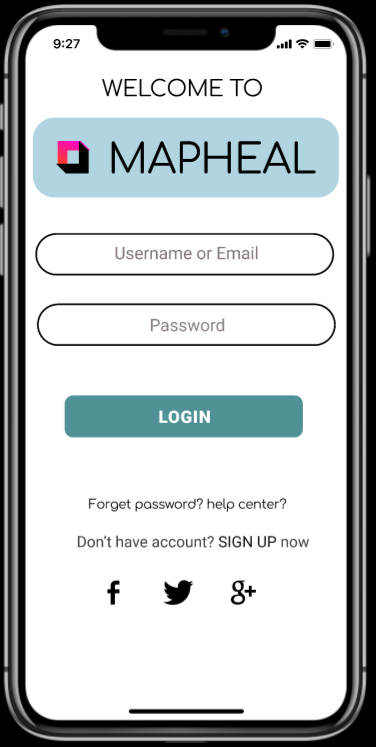 9:27
WELCOME TO
MAPHEAL
Username or Email
Password
LOGIN
Forget password? help center?
Don't have account? SIGN UP now
f g+